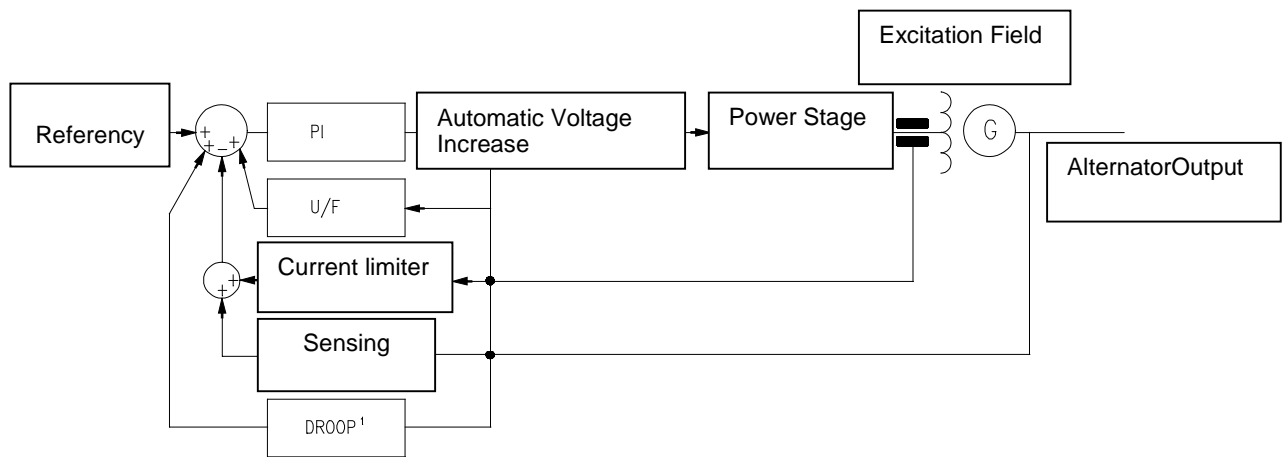 Excitation Field
Referency
PI
Automatic Voltage
Increase
Power Stage
G
AlternatorOutput
U/F
Current limiter
Sensing
DROOP¹
+
+
−
+
+
+